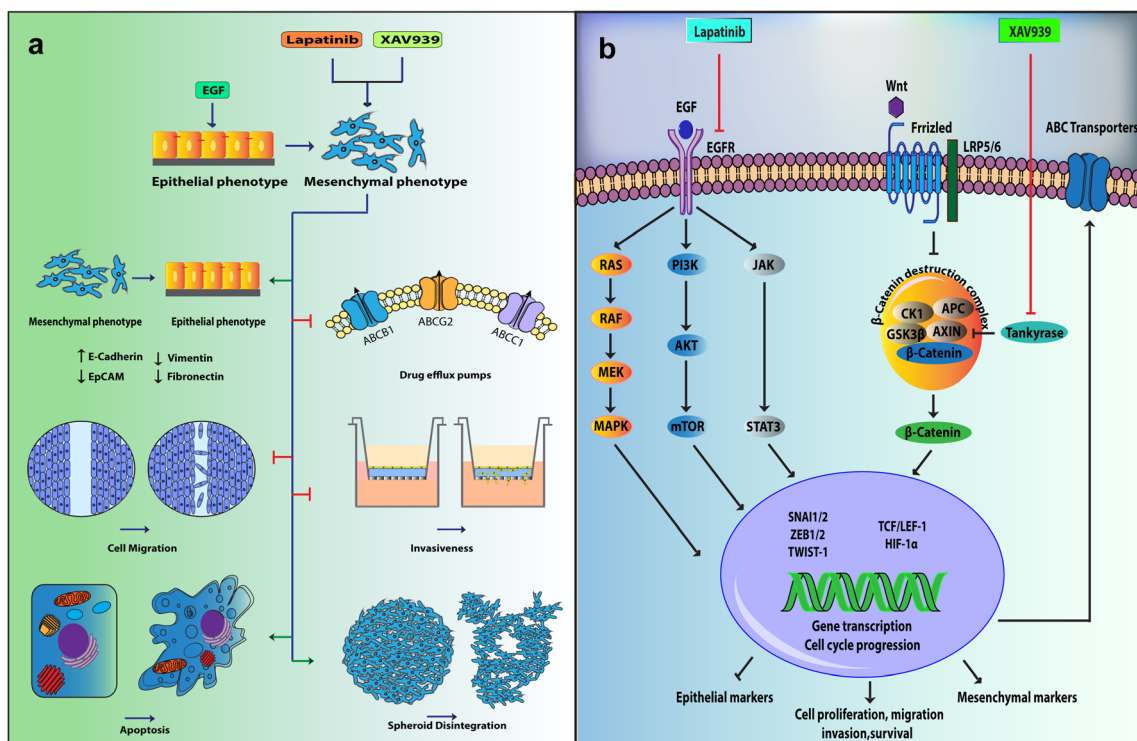 a
Lapatinib
XAV939
EGF
Epithelial phenotype
Mesenchymal phenotype
Mesenchymal phenotype
Epithelial phenotype
↑ E-Cadherin ↓ Vimentin
↓ EpCAM ↓ Fibronectin
ABCB1
ABCG2
ABCC1
Drug efflux pumps
Cell Migration
Invasiveness
Apoptosis
Spheroid Disintegration
b
Lapatinib
XAV939
Wnt
EGF
EGFR
Frrizled
LRP5/6
ABC Transporters
RAS
PI3K
JAK
RAF
AKT
MEK
MAPK
mTOR
STAT3
β-Catenin destruction complex
CK1
APC
GSK3β
AXIN
β-Catenin
Tankyrase
β-Catenin
SNAI1/2
ZEB1/2
TWIST-1
TCF/LEF-1
HIF-1α
Gene transcription
Cell cycle progression
Epithelial markers
Mesenchymal markers
Cell proliferation, migration
invasion,survival